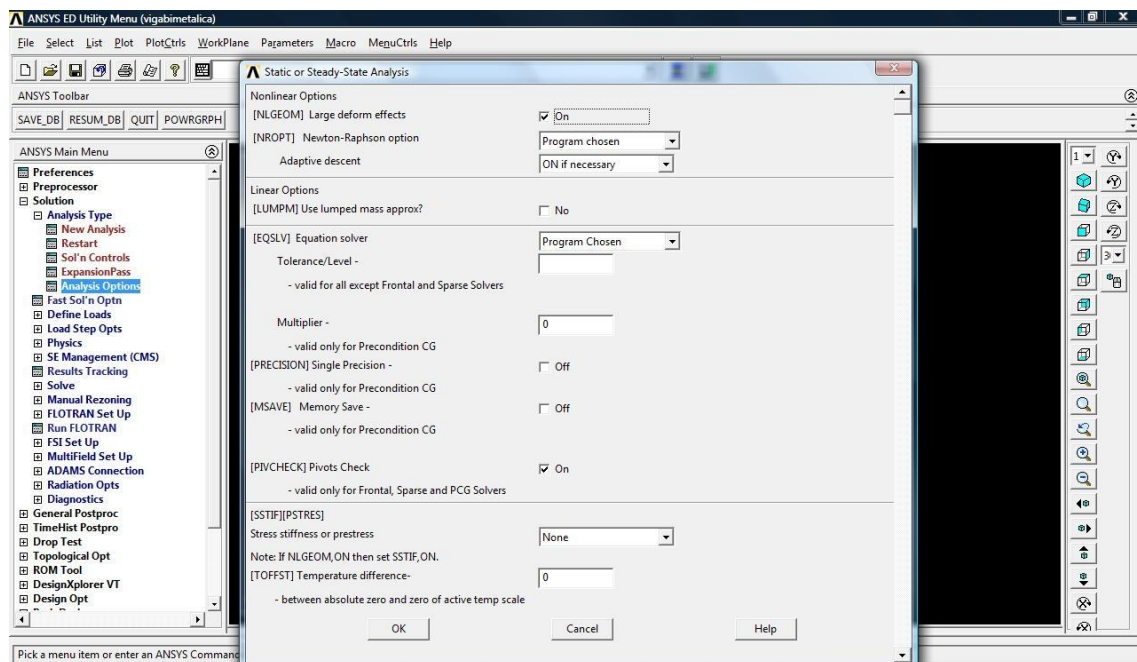 ANSYS ED Utility Menu (vigabimetalica)
File Select List Plot PlotCtrls WorkPlane Parameters Macro MenuCtrls Help
ANSYS Toolbar
SAVE_DB RESUM_DB QUIT POWRGRPH
ANSYS Main Menu
Preferences
Preprocessor
Solution
Analysis Type
New Analysis
Restart
Sol'n Controls
ExpansionPass
Analysis Options
Fast Sol'n Optn
Define Loads
Load Step Opts
Physics
SE Management (CMS)
Results Tracking
Solve
Manual Rezoning
FLOTRAN Set Up
Run FLOTRAN
FSI Set Up
MultiField Set Up
ADAMS Connection
Radiation Opts
Diagnostics
General Postproc
TimeHist Postpro
Drop Test
Topological Opt
ROM Tool
DesignXplorer VT
Design Opt
Static or Steady-State Analysis
Nonlinear Options
[NLGEOM] Large deform effects On
[NROPT] Newton-Raphson option Program chosen
Adaptive descent ON if necessary
Linear Options
[LUMPM] Use lumped mass approx? No
[EQSLV] Equation solver Program Chosen
Tolerance/Level -
- valid for all except Frontal and Sparse Solvers
Multiplier - 0
- valid only for Precondition CG
[PRECISION] Single Precision - Off
- valid only for Precondition CG
[MSAVE] Memory Save - Off
- valid only for Precondition CG
[PIVCHECK] Pivots Check On
- valid only for Frontal, Sparse and PCG Solvers
[SSTIF][PSTRES]
Stress stiffness or prestress None
Note: If NLGEOM,ON then set SSTIF,ON.
[TOFFST] Temperature difference- 0
- between absolute zero and zero of active temp scale
OK Cancel Help
1
Pick a menu item or enter an ANSYS Command